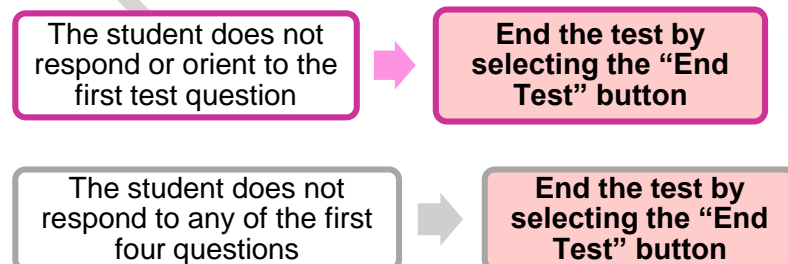 The student does not
respond or orient to the
first test question
End the test by
selecting the “End
Test” button
The student does not
respond to any of the first
four questions
End the test by
selecting the “End
Test” button